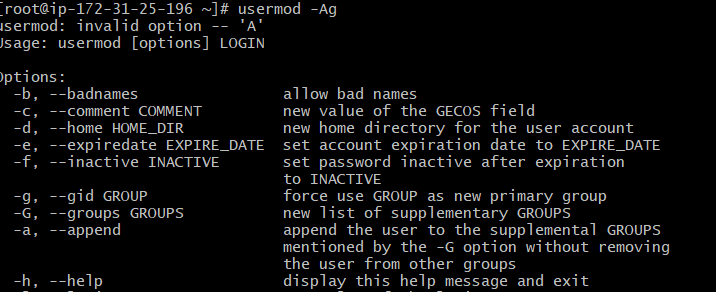 [root@ip-172-31-25-196 ~]# usermod -Ag
usermod: invalid option -- 'A'
Usage: usermod [options] LOGIN

Options:
  -b, --badnames                allow bad names
  -c, --comment COMMENT         new value of the GECOS field
  -d, --home HOME_DIR           new home directory for the user account
  -e, --expiredate EXPIRE_DATE  set account expiration date to EXPIRE_DATE
  -f, --inactive INACTIVE       set password inactive after expiration
                                to INACTIVE
  -g, --gid GROUP               force use GROUP as new primary group
  -G, --groups GROUPS           new list of supplementary GROUPS
  -a, --append                  append the user to the supplemental GROUPS
                                mentioned by the -G option without removing
                                the user from other groups
  -h, --help                    display this help message and exit